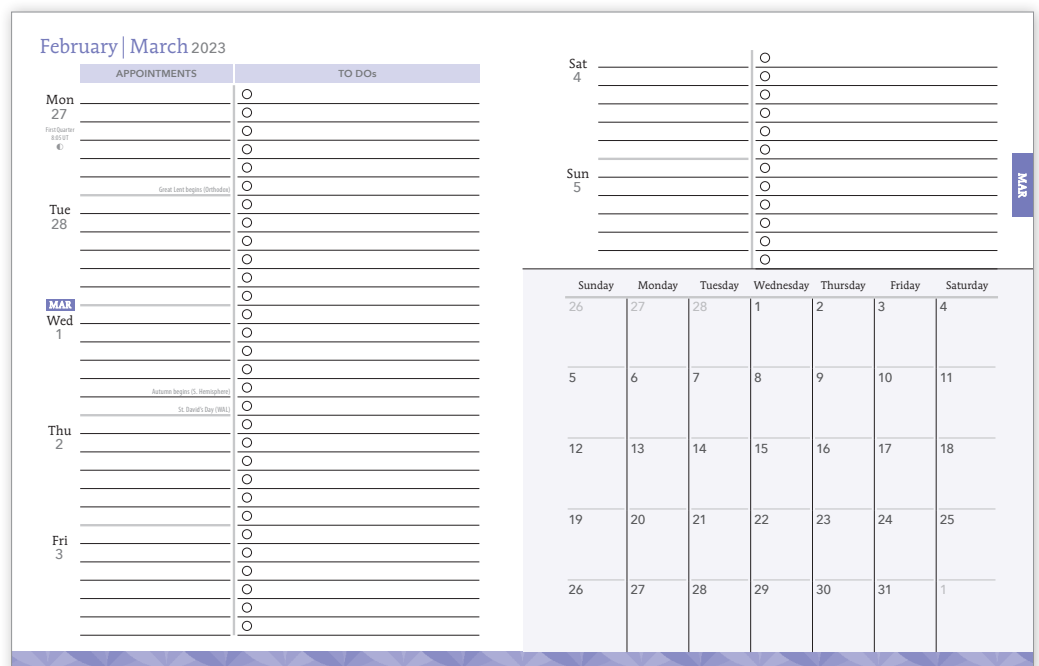 February | March 2023
APPOINTMENTS TO DOs
Mon
27
First Quarter
8:05 UT
Great Lent begins (Orthodox)
Tue
28
MAR
Wed
1
Autumn begins (S. Hemisphere)
St. David's Day (WAL)
Thu
2
Fri
3
Sat
4
Sun
5
MAR
Sunday Monday Tuesday Wednesday Thursday Friday Saturday
26 27 28 1 2 3 4
5 6 7 8 9 10 11
12 13 14 15 16 17 18
19 20 21 22 23 24 25
26 27 28 29 30 31 1